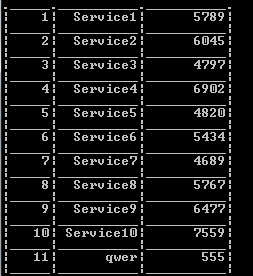 1 Service1 5789
2 Service2 6045
3 Service3 4797
4 Service4 6902
5 Service5 4820
6 Service6 5434
7 Service7 4689
8 Service8 5767
9 Service9 6477
10 Service10 7559
11 qwer 555